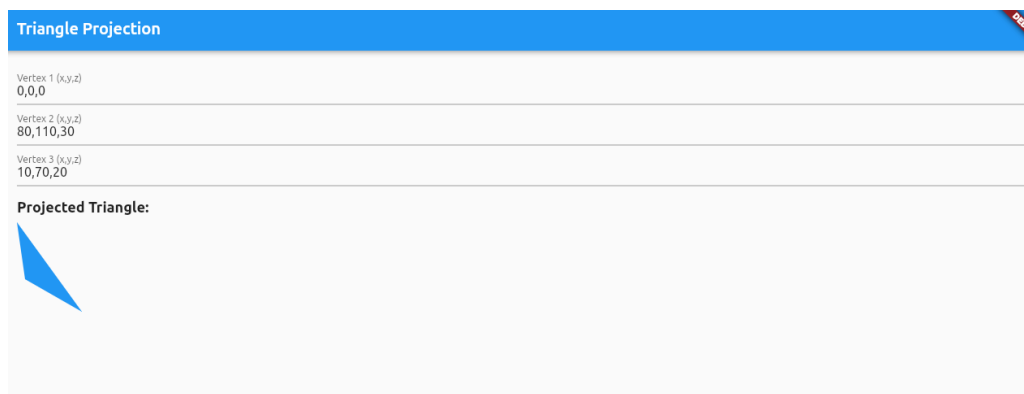 Triangle Projection
Vertex 1 (x,y,z)
0,0,0
Vertex 2 (x,y,z)
80,110,30
Vertex 3 (x,y,z)
10,70,20
Projected Triangle: